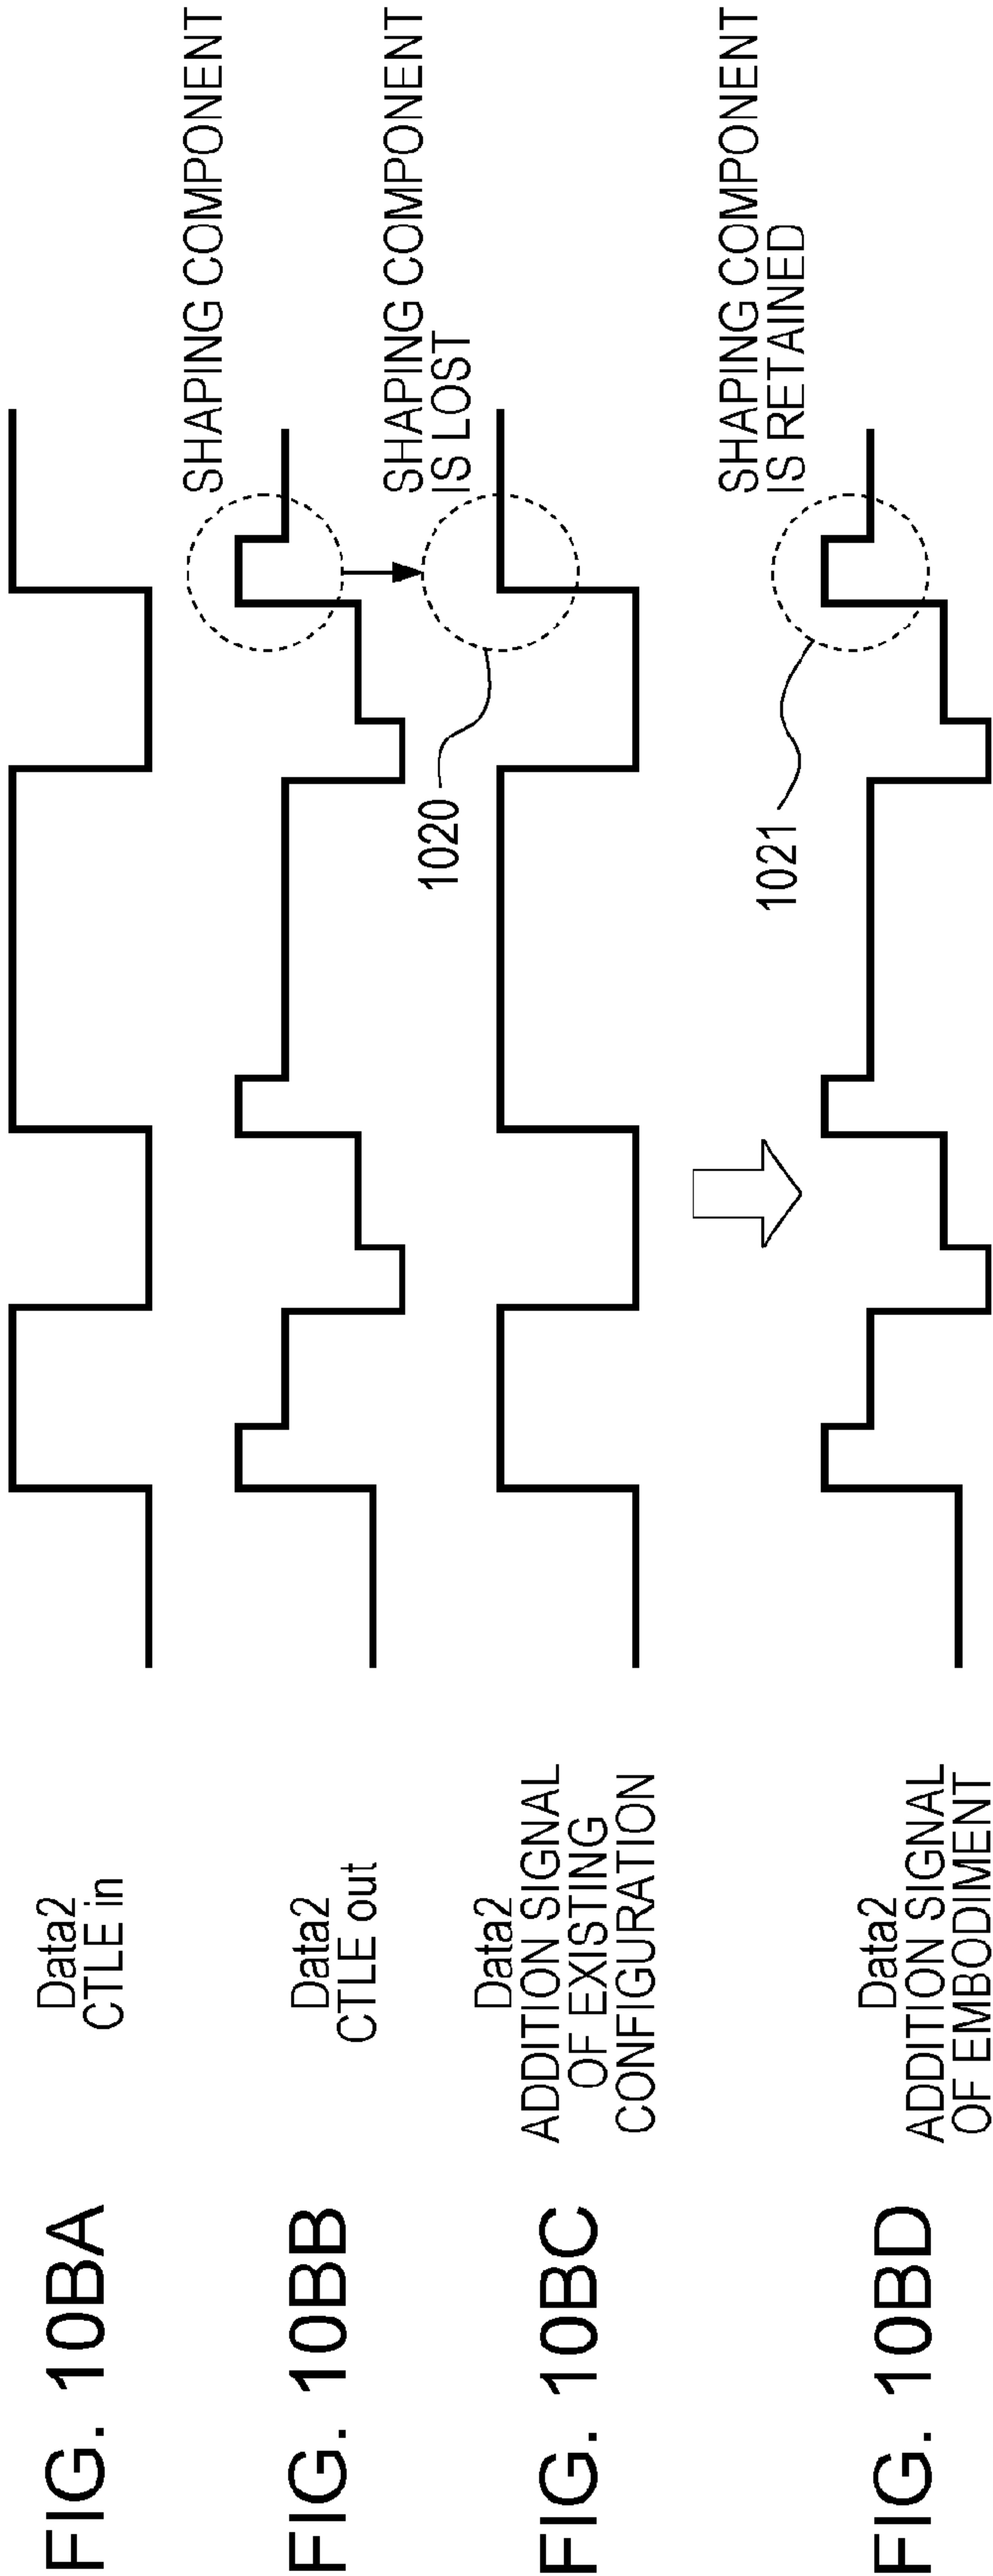 FIG. 10BA
Data2
CTLE in
FIG. 10BB
Data2
CTLE out
SHAPING COMPONENT
FIG. 10BC
Data2
ADDITION SIGNAL
OF EXISTING
CONFIGURATION
1020
SHAPING COMPONENT
IS LOST
FIG. 10BD
Data2
ADDITION SIGNAL
OF EMBODIMENT
1021
SHAPING COMPONENT
IS RETAINED